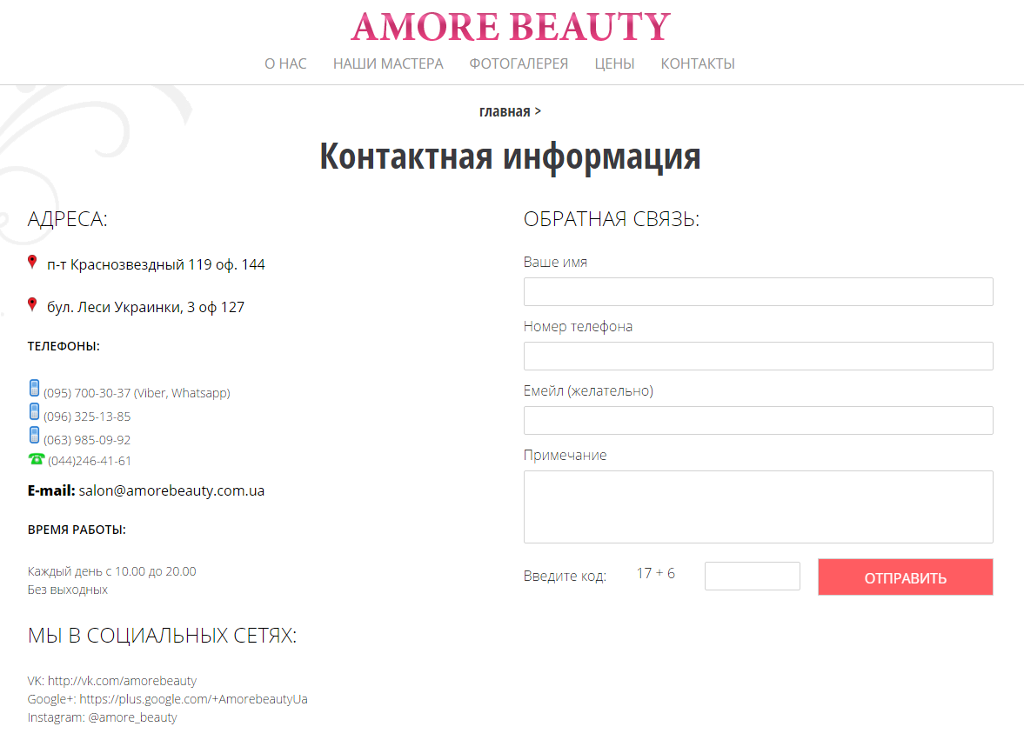 AMORE BEAUTY
О НАС НАШИ МАСТЕРА ФОТОГАЛЕРЕЯ ЦЕНЫ КОНТАКТЫ
главная >
Контактная информация
АДРЕСА:
п-т Краснозвездный 119 оф. 144
бул. Леси Украинки, 3 оф 127
ТЕЛЕФОНЫ:
(095) 700-30-37 (Viber, Whatsapp)
(096) 325-13-85
(063) 985-09-92
(044)246-41-61
E-mail: salon@amorebeauty.com.ua
ВРЕМЯ РАБОТЫ:
Каждый день с 10.00 до 20.00
Без выходных
МЫ В СОЦИАЛЬНЫХ СЕТЯХ:
VK: http://vk.com/amorebeauty
Google+: https://plus.google.com/+AmorebeautyUa
Instagram: @amore_beauty
ОБРАТНАЯ СВЯЗЬ:
Ваше имя
Номер телефона
Емейл (желательно)
Примечание
Введите код: 17 + 6 ОТПРАВИТЬ